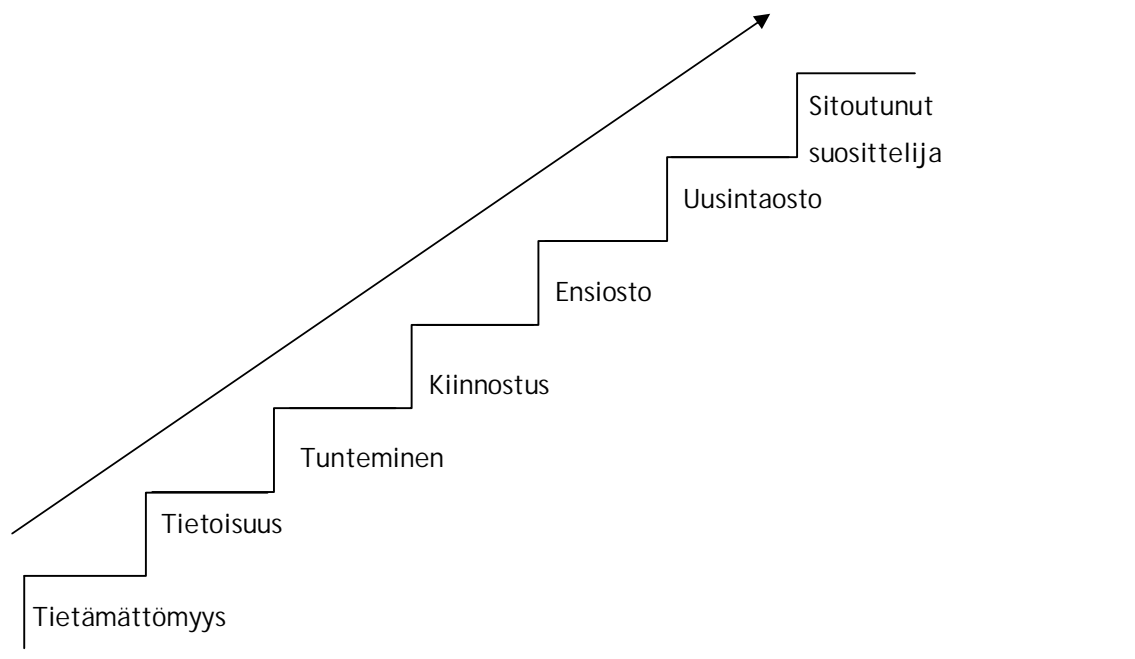 Sitoutunut
suosittelija
Uusintaosto
Ensiosto
Kiinnostus
Tunteminen
Tietoisuus
Tietämättömyys